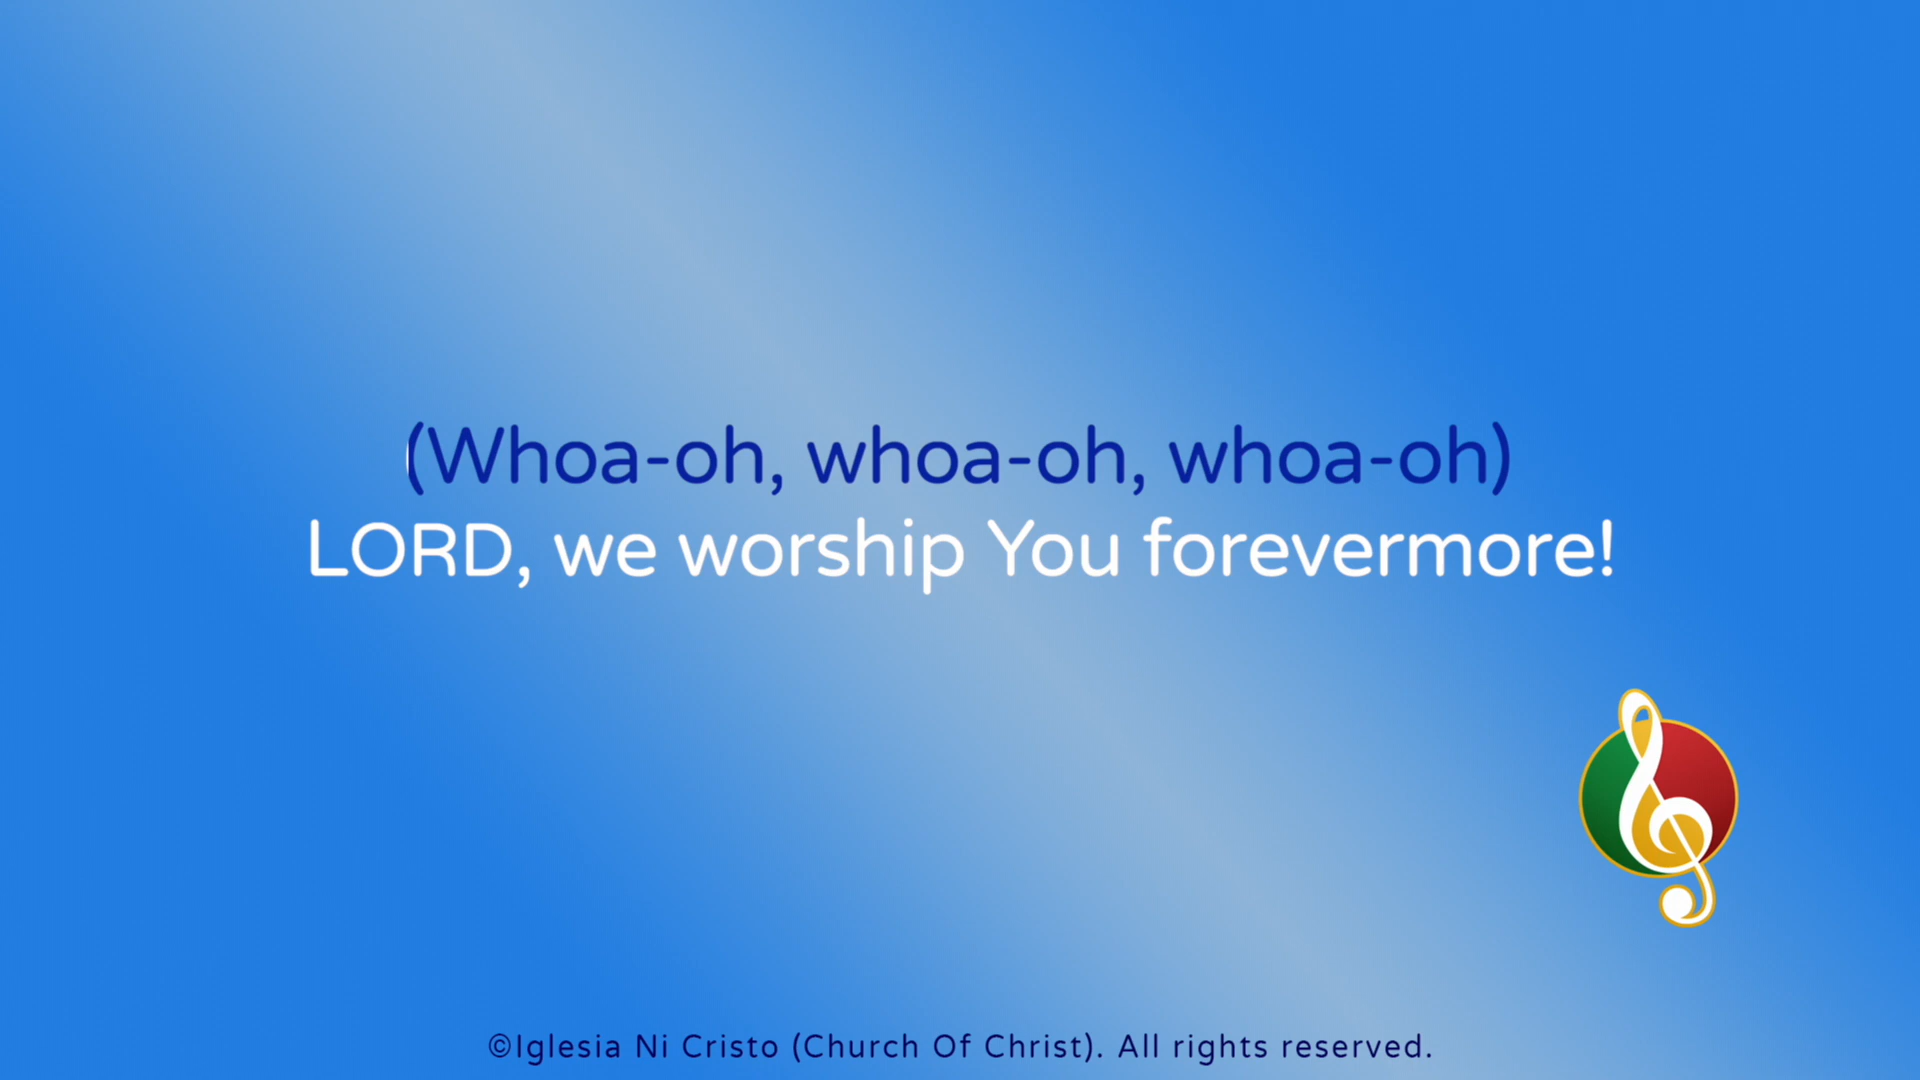 (Whoa-oh, whoa-oh, whoa-oh)
LORD, we worship You forevermore!
©Iglesia Ni Cristo (Church Of Christ). All rights reserved.